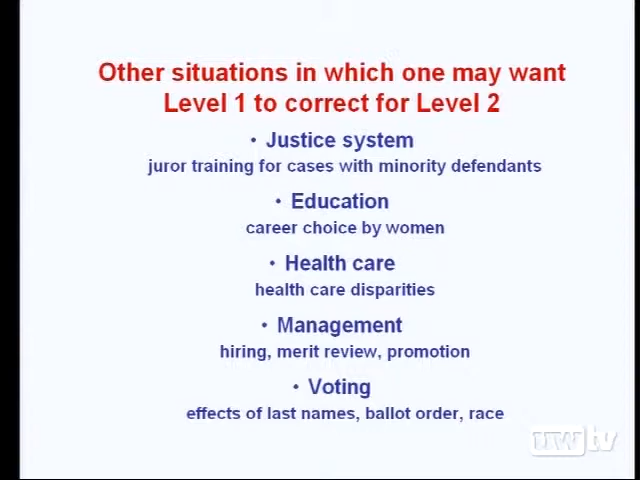 Other situations in which one may want
Level 1 to correct for Level 2
• Justice system
juror training for cases with minority defendants
• Education
career choice by women
• Health care
health care disparities
• Management
hiring, merit review, promotion
• Voting
effects of last names, ballot order, race
uwtv